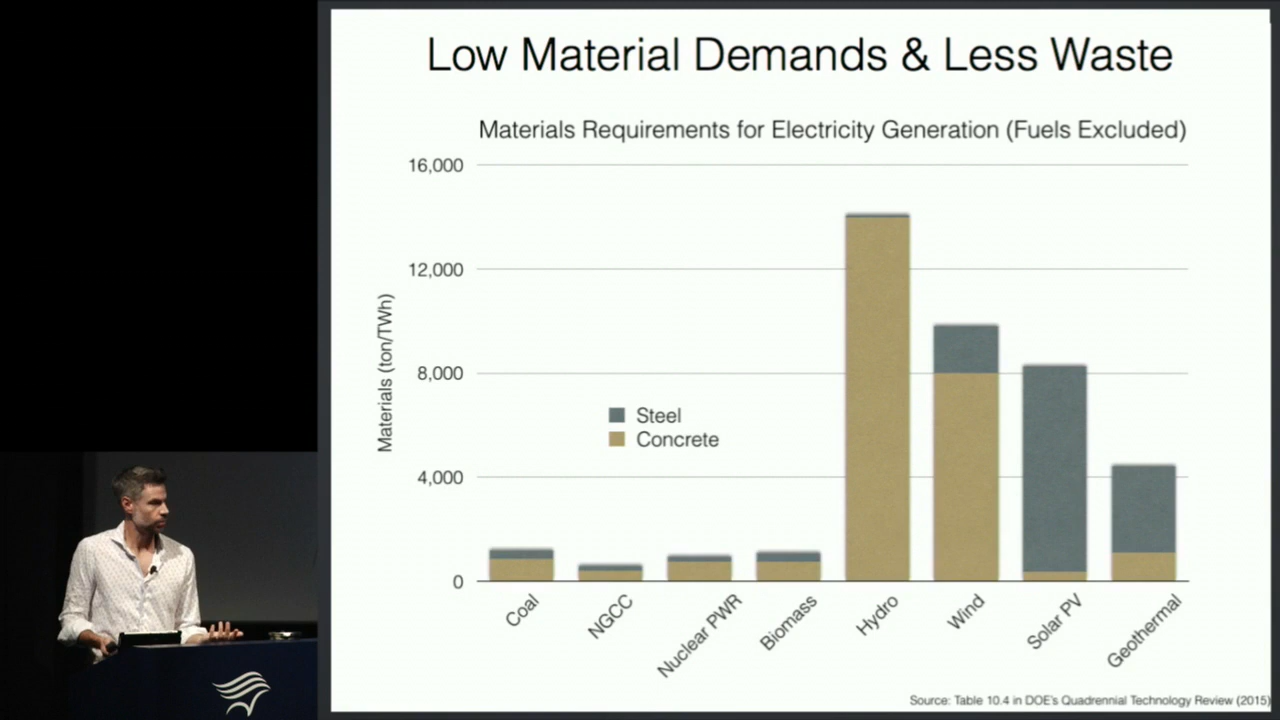 Low Material Demands & Less Waste
Materials Requirements for Electricity Generation (Fuels Excluded)
16,000
12,000
8,000
4,000
0
Materials (ton/TWh)
Steel
Concrete
Coal
NGCC
Nuclear PWR
Biomass
Hydro
Wind
Solar PV
Geothermal
Source: Table 10.4 in DOE's Quadrennial Technology Review (2015)